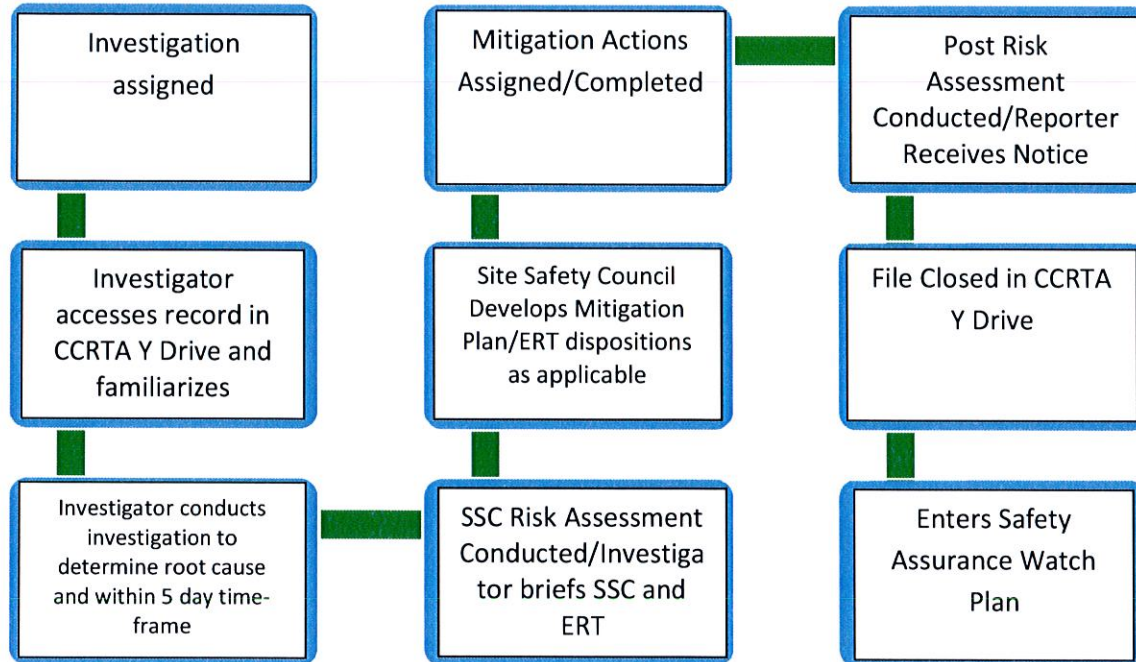 Investigation
assigned
Investigator
accesses record in
CCRTA Y Drive and
familiarizes
Investigator conducts
investigation to
determine root cause
and within 5 day time-
frame
SSC Risk Assessment
Conducted/Investiga
tor briefs SSC and
ERT
Site Safety Council
Develops Mitigation
Plan/ERT dispositions
as applicable
Mitigation Actions
Assigned/Completed
Post Risk
Assessment
Conducted/Reporter
Receives Notice
File Closed in CCRTA
Y Drive
Enters Safety
Assurance Watch
Plan